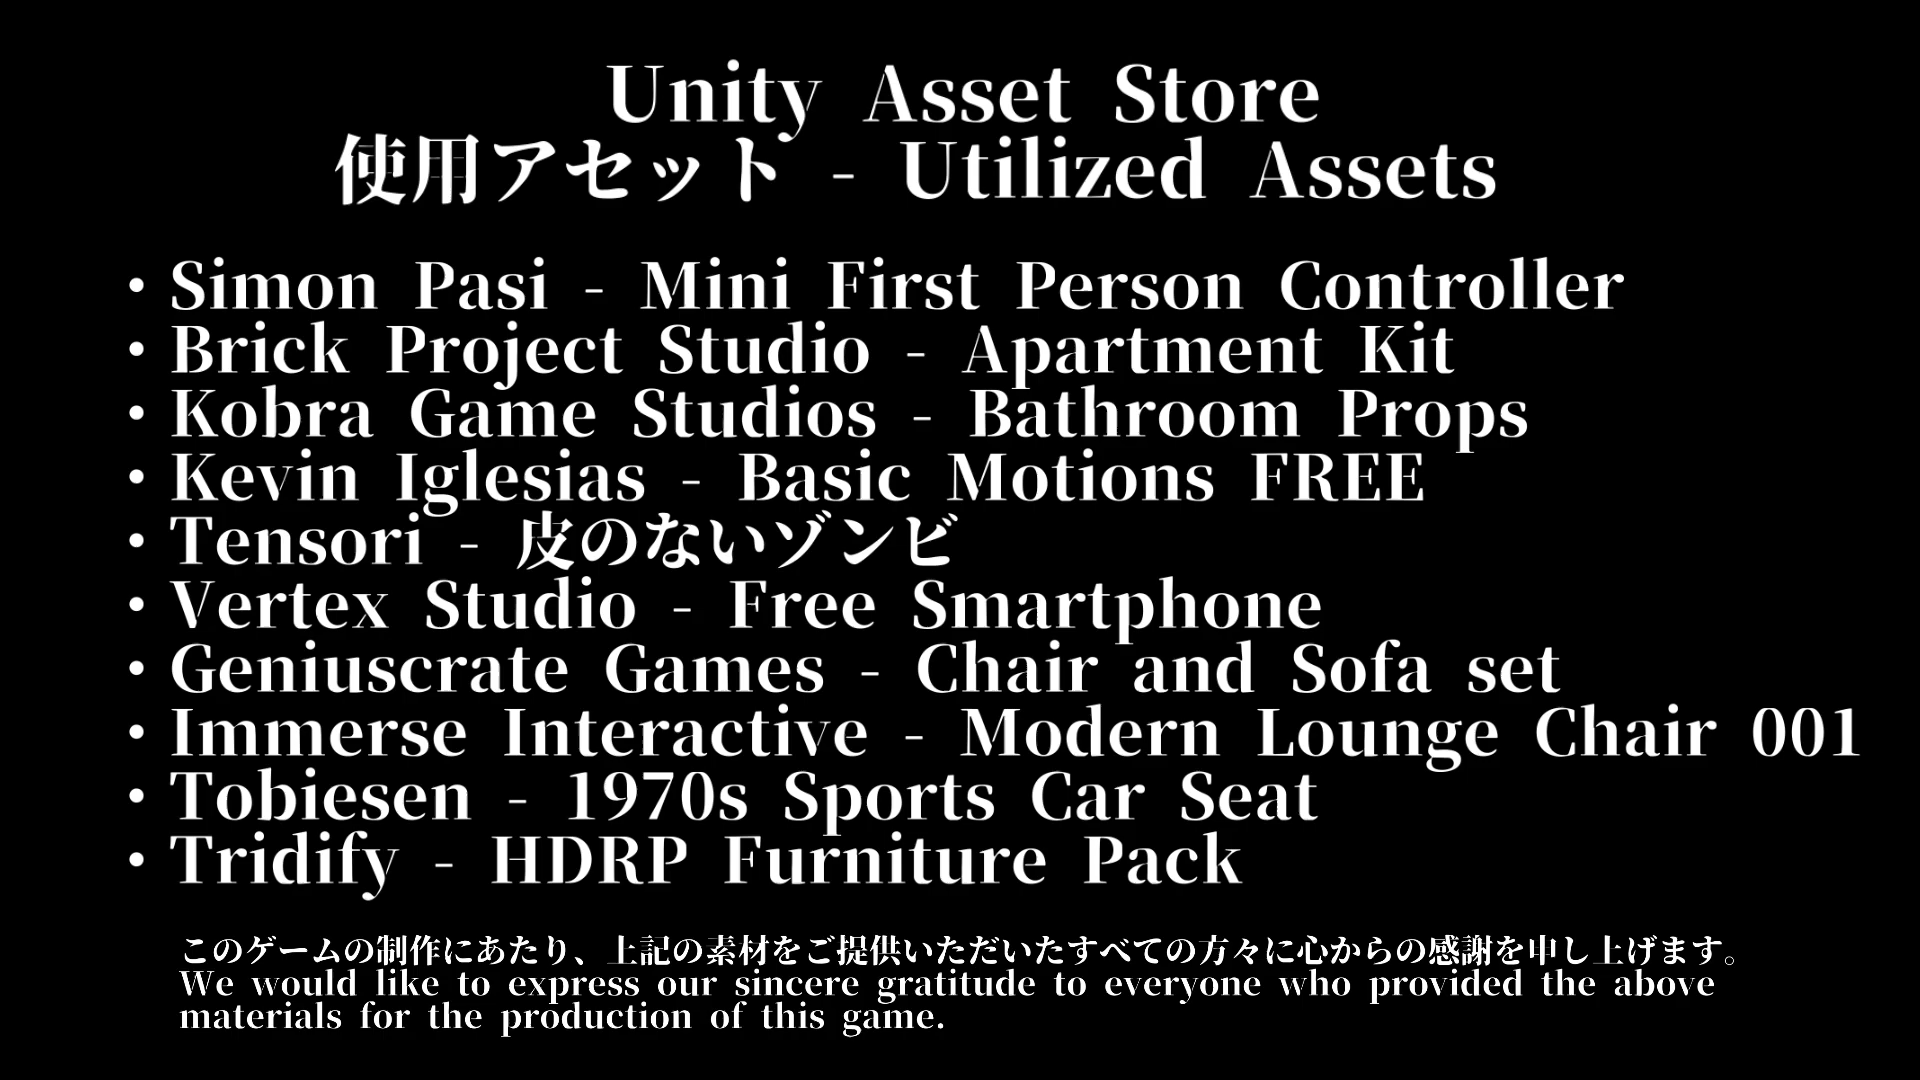 Unity Asset Store
使用アセット - Utilized Assets
・Simon Pasi - Mini First Person Controller
・Brick Project Studio - Apartment Kit
・Kobra Game Studios - Bathroom Props
・Kevin Iglesias - Basic Motions FREE
・Tensori - 皮のないゾンビ
・Vertex Studio - Free Smartphone
・Geniuscrate Games - Chair and Sofa set
・Immerse Interactive - Modern Lounge Chair 001
・Tobiesen - 1970s Sports Car Seat
・Tridify - HDRP Furniture Pack
このゲームの制作にあたり、上記の素材をご提供いただいたすべての方々に心からの感謝を申し上げます。
We would like to express our sincere gratitude to everyone who provided the above
materials for the production of this game.